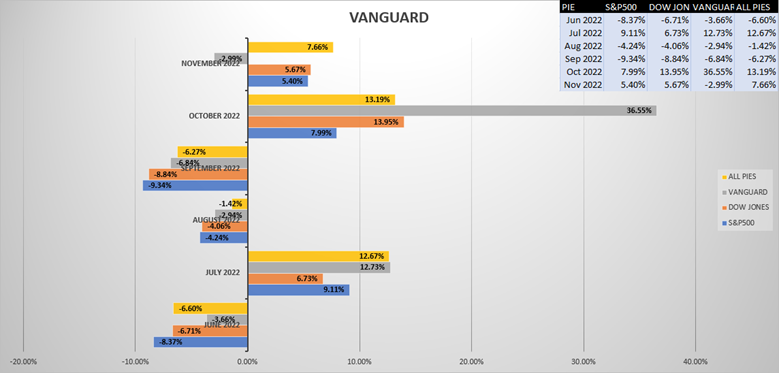 VANGUARD
PIE S&P500 DOW JON VANGUAR ALL PIES
Jun 2022 -8.37% -6.71% -3.66% -6.60%
Jul 2022 9.11% 6.73% 12.73% 12.67%
Aug 2022 -4.24% -4.06% -2.94% -1.42%
Sep 2022 -9.34% -8.84% -6.84% -6.27%
Oct 2022 7.99% 13.95% 36.55% 13.19%
Nov 2022 5.40% 5.67% -2.99% 7.66%
7.66%
-2.99%
NOVEMBER 2022
5.67%
5.40%
13.19%
36.55%
OCTOBER 2022
13.95%
7.99%
-6.27%
-6.84%
SEPTEMBER 2022
-8.84%
-9.34%
-1.42%
-2.94%
AUGUST 2022
-4.06%
-4.24%
12.67%
12.73%
JULY 2022
6.73%
9.11%
-6.60%
-3.66%
JUNE 2022
-6.71%
-8.37%
ALL PIES
VANGUARD
DOW JONES
S&P500
-20.00% -10.00% 0.00% 10.00% 20.00% 30.00% 40.00%